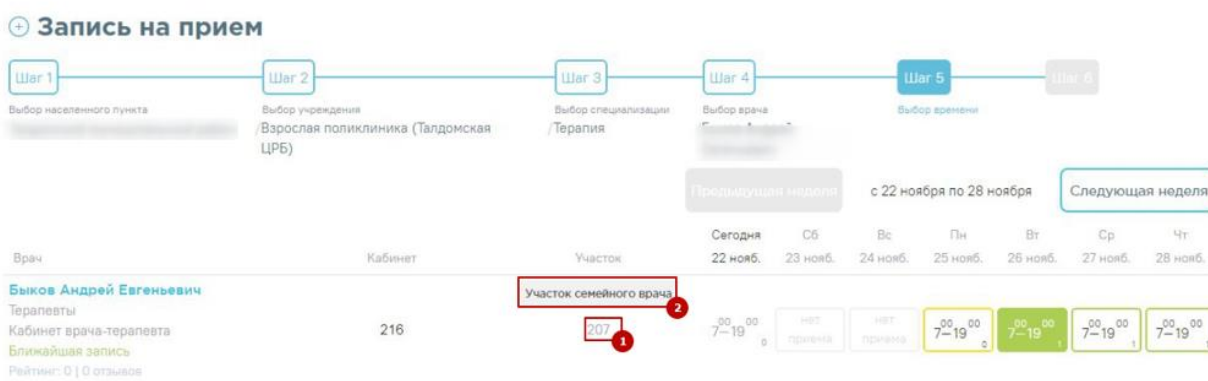 Запись на прием
Шаг 1 Шаг 2 Шаг 3 Шаг 4 Шаг 5 Шаг 6
Выбор населенного пункта Выбор учреждения Выбор специализации Выбор врача Выбор времени
/Взрослая поликлиника (Талдомская /Терапия
ЦРБ)
Предыдущая неделя с 22 ноября по 28 ноября Следующая неделя
Сегодня Сб Вс Пн Вт Ср Чт
Врач Кабинет Участок 22 нояб. 23 нояб. 24 нояб. 25 нояб. 26 нояб. 27 нояб. 28 нояб.
Быков Андрей Евгеньевич Участок семейного врача 2
Терапевты
Кабинет врача-терапевта 216 207 1 7⁰⁰–19⁰⁰ 0 нет приема нет приема 7⁰⁰–19⁰⁰ 0 7⁰⁰–19⁰⁰ 1 7⁰⁰–19⁰⁰ 1 7⁰⁰–19⁰⁰ 1
Ближайшая запись
Рейтинг: 0 | 0 отзывов